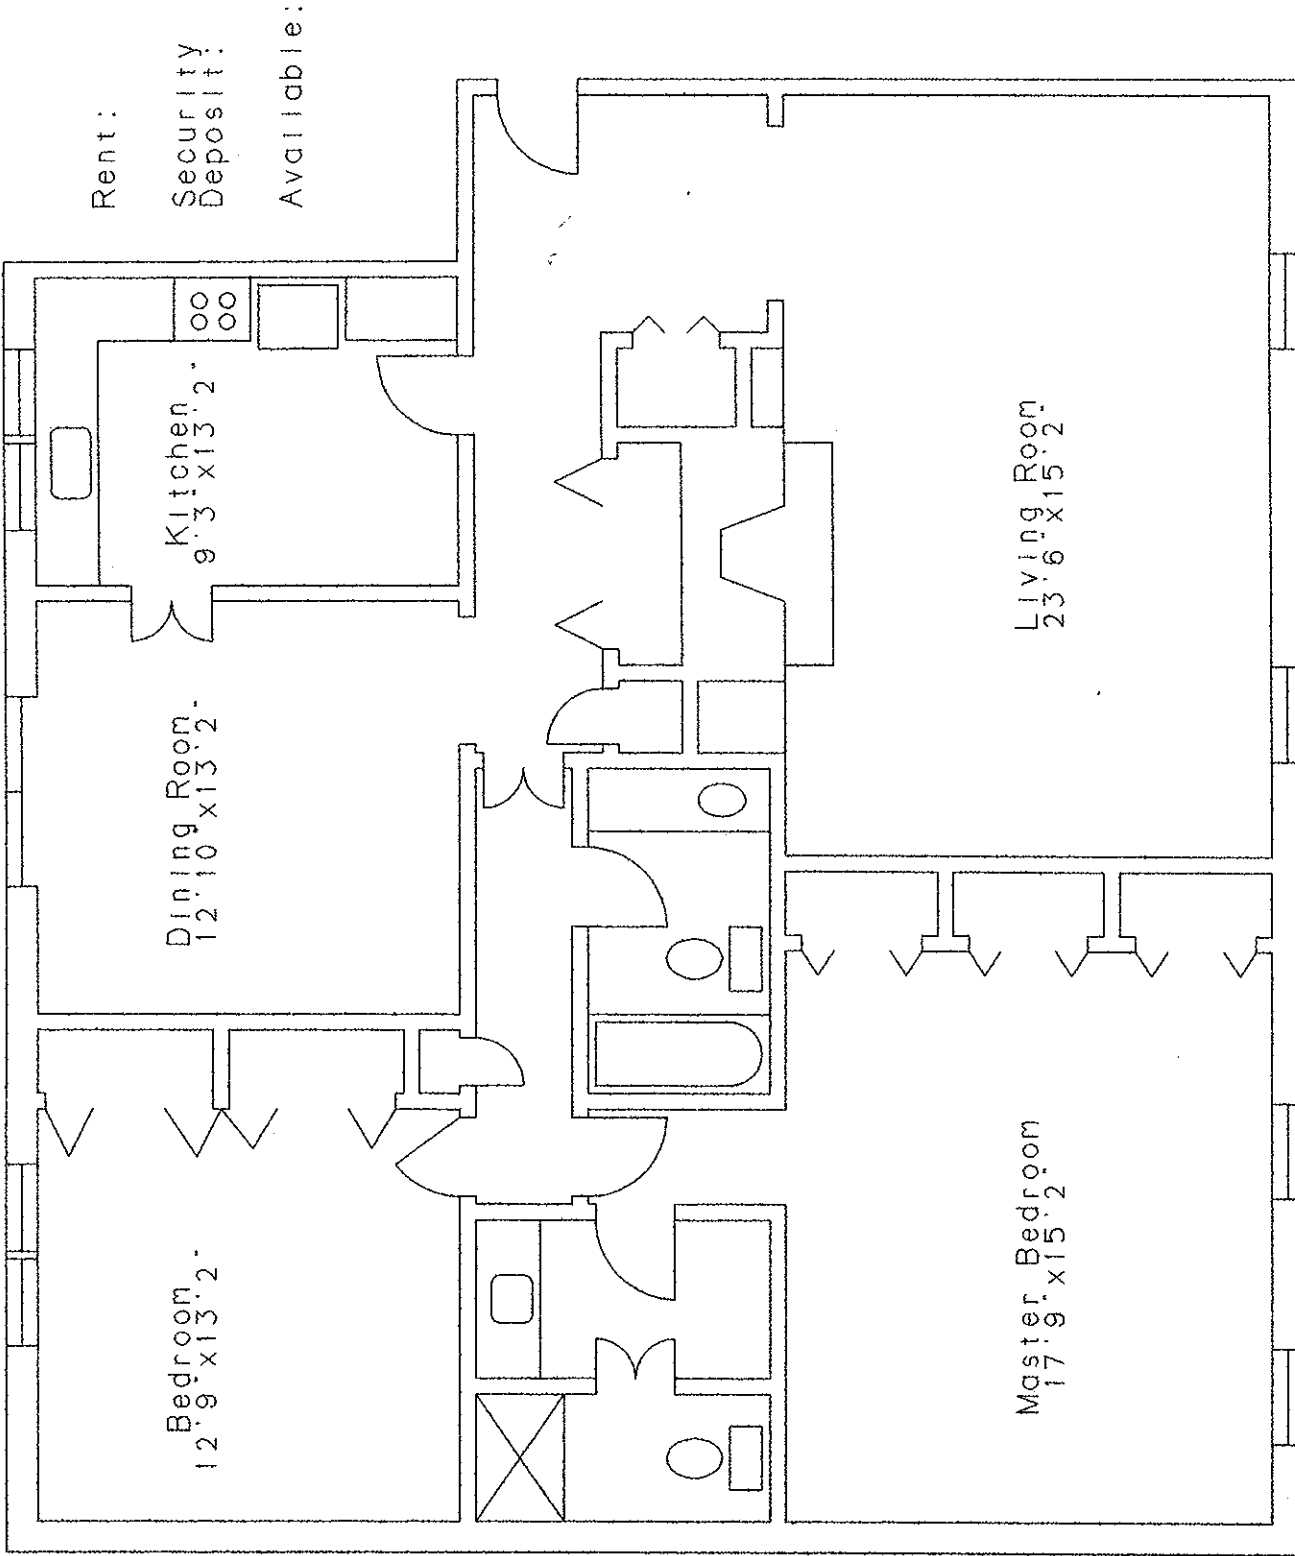 Rent:
Security
Deposit:
Available:
Kitchen
9'3"x13'2"
Dining Room
12'10"x13'2"
Bedroom
12'9"x13'2"
Living Room
23'6"x15'2"
Master Bedroom
17'9"x15'2"